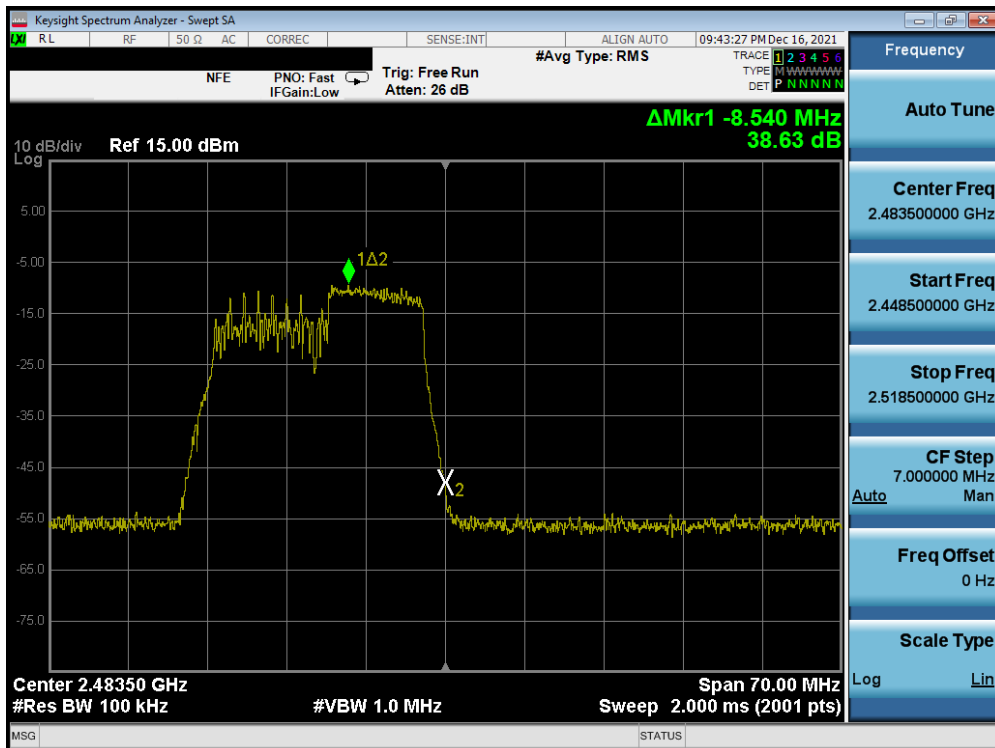 Keysight Spectrum Analyzer - Swept SA
LXI RL RF 50 Ω AC CORREC SENSE:INT ALIGN AUTO 09:43:27 PM Dec 16, 2021
#Avg Type: RMS TRACE 1 2 3 4 5 6
NFE PNO: Fast Trig: Free Run TYPE M WWWWW
IFGain:Low Atten: 26 dB DET P N N N N N
ΔMkr1 -8.540 MHz
38.63 dB
10 dB/div Ref 15.00 dBm
Log
5.00
-5.00
1Δ2
-15.0
-25.0
-35.0
-45.0
X2
-55.0
-65.0
-75.0
Center 2.48350 GHz Span 70.00 MHz
#Res BW 100 kHz #VBW 1.0 MHz Sweep 2.000 ms (2001 pts)
MSG STATUS
Frequency
Auto Tune
Center Freq
2.483500000 GHz
Start Freq
2.448500000 GHz
Stop Freq
2.518500000 GHz
CF Step
7.000000 MHz
Auto Man
Freq Offset
0 Hz
Scale Type
Log Lin